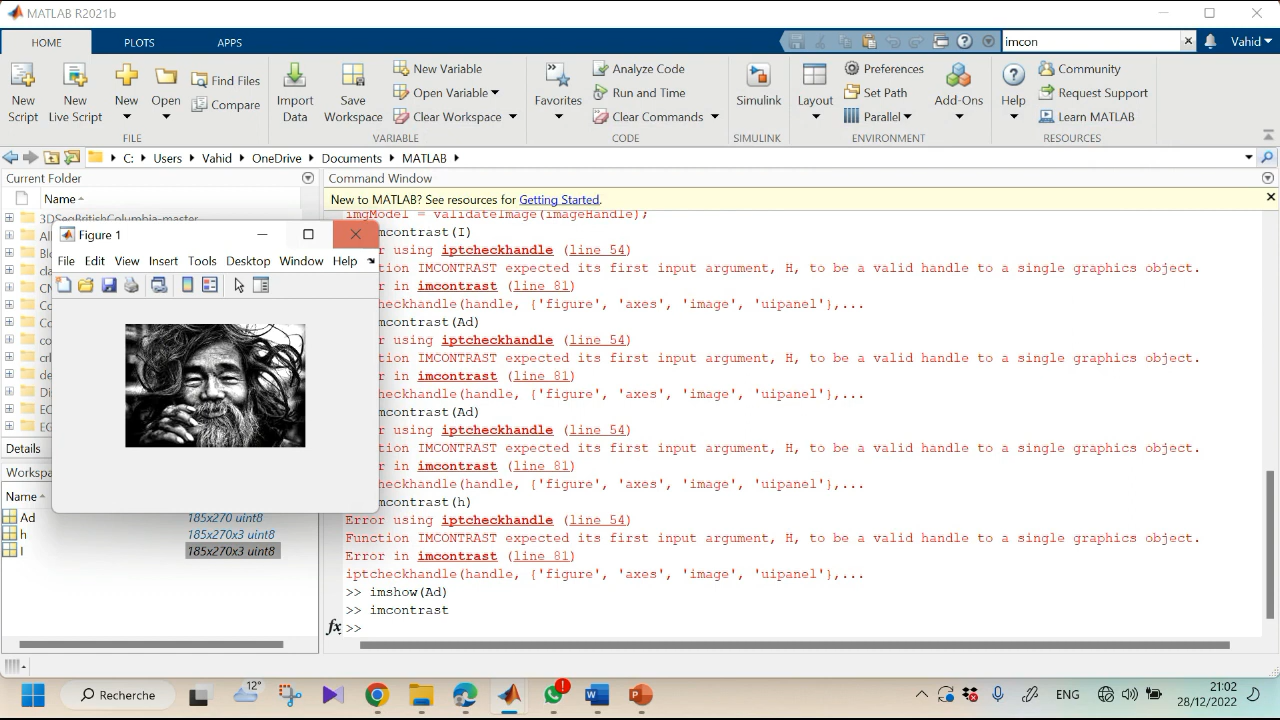 MATLAB R2021b
HOME PLOTS APPS imcon Vahid
New Script New Live Script New Open Find Files Compare Import Data Save Workspace New Variable Open Variable Clear Workspace Favorites Analyze Code Run and Time Clear Commands Simulink Layout Preferences Set Path Parallel Add-Ons Help Community Request Support Learn MATLAB
FILE VARIABLE CODE SIMULINK ENVIRONMENT RESOURCES
C: Users Vahid OneDrive Documents MATLAB
Current Folder
Name
3DSegBritishColumbia-master
Details
Workspa
Name
Ad 185x270 uint8
h 185x270x3 uint8
I 185x270x3 uint8
Figure 1
File Edit View Insert Tools Desktop Window Help
Command Window
New to MATLAB? See resources for Getting Started.
imgModel = validateImage(imageHandle);
mcontrast(I)
r using iptcheckhandle (line 54)
tion IMCONTRAST expected its first input argument, H, to be a valid handle to a single graphics object.
r in imcontrast (line 81)
checkhandle(handle, {'figure', 'axes', 'image', 'uipanel'},...
mcontrast(Ad)
r using iptcheckhandle (line 54)
tion IMCONTRAST expected its first input argument, H, to be a valid handle to a single graphics object.
r in imcontrast (line 81)
checkhandle(handle, {'figure', 'axes', 'image', 'uipanel'},...
mcontrast(Ad)
r using iptcheckhandle (line 54)
tion IMCONTRAST expected its first input argument, H, to be a valid handle to a single graphics object.
r in imcontrast (line 81)
checkhandle(handle, {'figure', 'axes', 'image', 'uipanel'},...
mcontrast(h)
Error using iptcheckhandle (line 54)
Function IMCONTRAST expected its first input argument, H, to be a valid handle to a single graphics object.
Error in imcontrast (line 81)
iptcheckhandle(handle, {'figure', 'axes', 'image', 'uipanel'},...
>> imshow(Ad)
>> imcontrast
fx >>
Recherche 12° ENG 21:02
28/12/2022